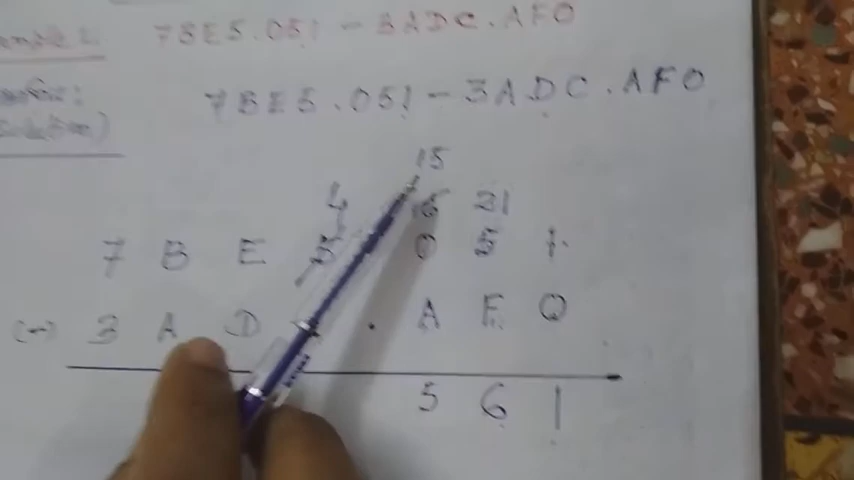 7BE5.051 - 3ADC.AF0
7BE5.051 - 3ADC.AF0
15
4 16 21
7 B E 5 0 5 1
(-) 3 A D . A F 0
5 6 1